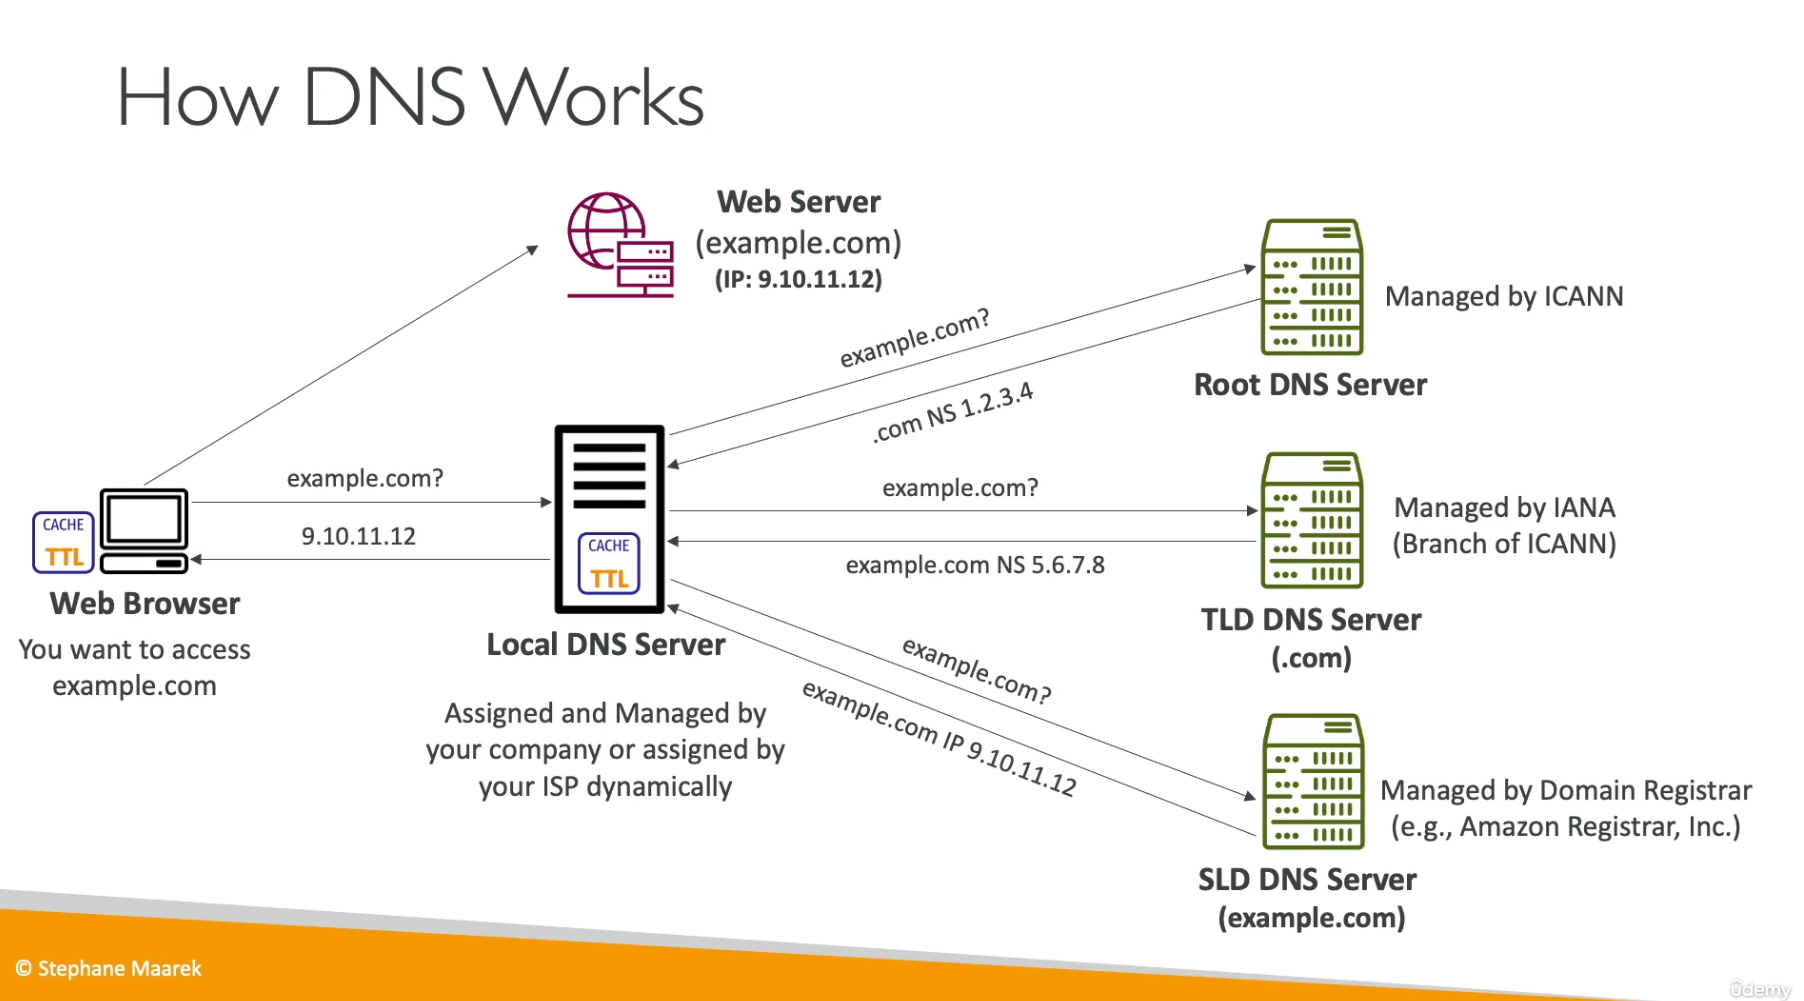 How DNS Works
Web Server
(example.com)
(IP: 9.10.11.12)
example.com?
.com NS 1.2.3.4
Managed by ICANN
Root DNS Server
example.com?
9.10.11.12
CACHE
TTL
Web Browser
You want to access
example.com
CACHE
TTL
Local DNS Server
Assigned and Managed by
your company or assigned by
your ISP dynamically
example.com?
example.com NS 5.6.7.8
Managed by IANA
(Branch of ICANN)
TLD DNS Server
(.com)
example.com?
example.com IP 9.10.11.12
Managed by Domain Registrar
(e.g., Amazon Registrar, Inc.)
SLD DNS Server
(example.com)
© Stephane Maarek
ûdemy